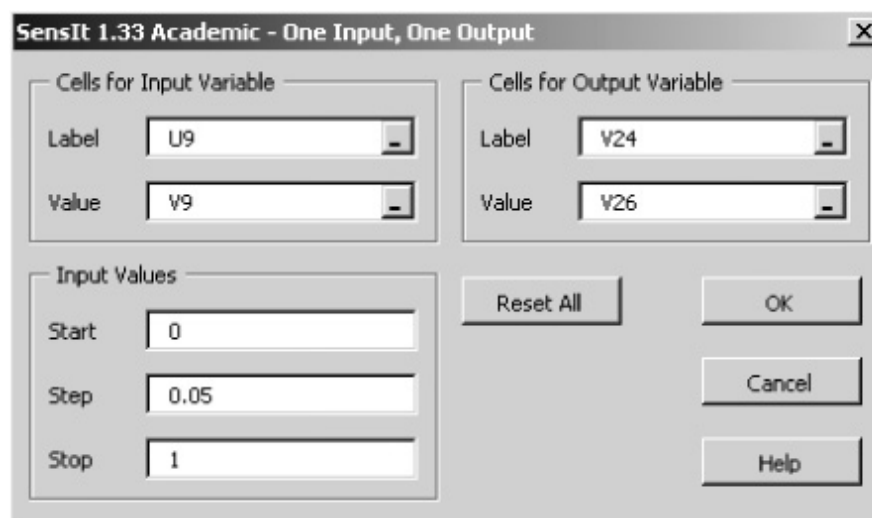 SensIt 1.33 Academic - One Input, One Output
Cells for Input Variable
Label U9
Value V9
Cells for Output Variable
Label V24
Value V26
Input Values
Start 0
Step 0.05
Stop 1
Reset All
OK
Cancel
Help